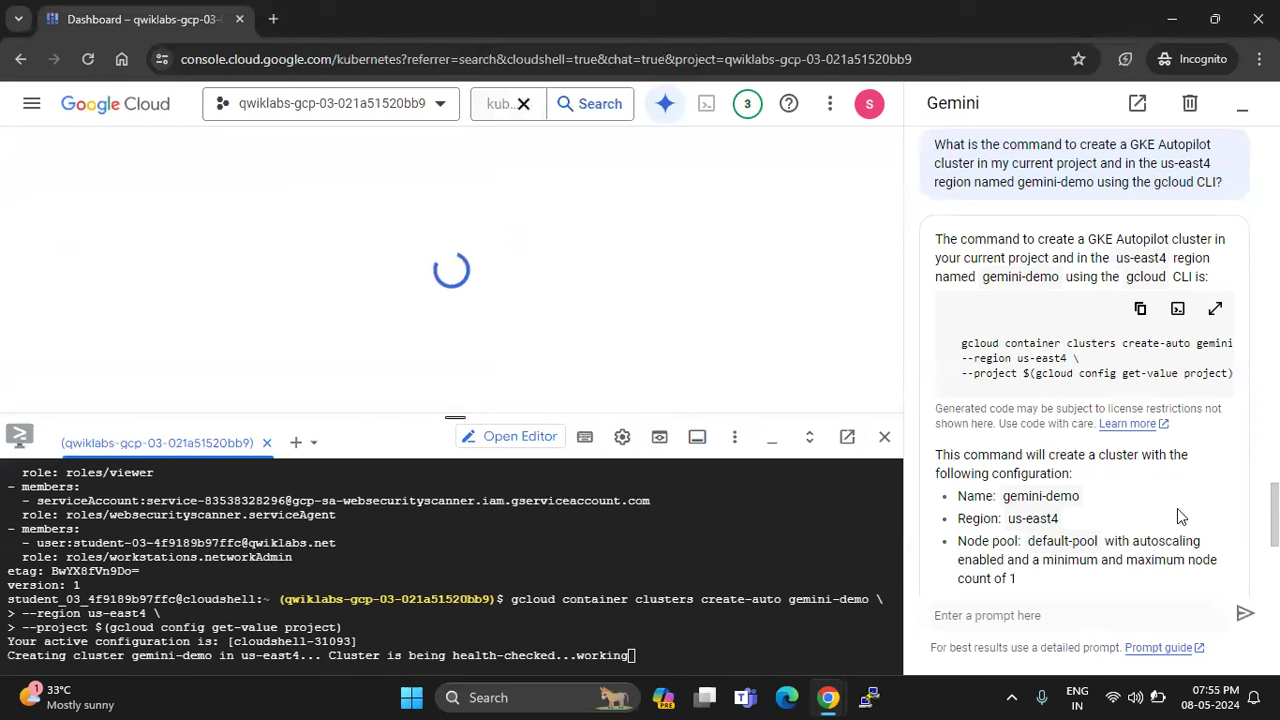 Dashboard – qwiklabs-gcp-03-
console.cloud.google.com/kubernetes?referrer=search&cloudshell=true&chat=true&project=qwiklabs-gcp-03-021a51520bb9
Incognito
Google Cloud
qwiklabs-gcp-03-021a51520bb9
kub...
Search
3
S
Gemini
What is the command to create a GKE Autopilot
cluster in my current project and in the us-east4
region named gemini-demo using the gcloud CLI?
The command to create a GKE Autopilot cluster in
your current project and in the us-east4 region
named gemini-demo using the gcloud CLI is:
gcloud container clusters create-auto gemini
--region us-east4 \
--project $(gcloud config get-value project)
Generated code may be subject to license restrictions not
shown here. Use code with care. Learn more
This command will create a cluster with the
following configuration:
• Name: gemini-demo
• Region: us-east4
• Node pool: default-pool with autoscaling
enabled and a minimum and maximum node
count of 1
Enter a prompt here
For best results use a detailed prompt. Prompt guide
(qwiklabs-gcp-03-021a51520bb9)
Open Editor
role: roles/viewer
- members:
- serviceAccount:service-83538328296@gcp-sa-websecurityscanner.iam.gserviceaccount.com
role: roles/websecurityscanner.serviceAgent
- members:
- user:student-03-4f9189b97ffc@qwiklabs.net
role: roles/workstations.networkAdmin
etag: BwYX8fVn9Do=
version: 1
student_03_4f9189b97ffc@cloudshell:~ (qwiklabs-gcp-03-021a51520bb9)$ gcloud container clusters create-auto gemini-demo \
> --region us-east4 \
> --project $(gcloud config get-value project)
Your active configuration is: [cloudshell-31093]
Creating cluster gemini-demo in us-east4... Cluster is being health-checked...working
1
33°C
Mostly sunny
Search
PRE
ENG
IN
07:55 PM
08-05-2024